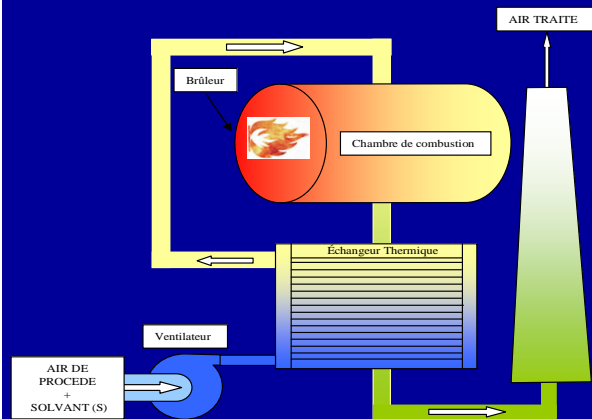 AIR TRAITE
Brûleur
Chambre de combustion
Échangeur Thermique
Ventilateur
AIR DE
PROCEDE
+
SOLVANT (S)